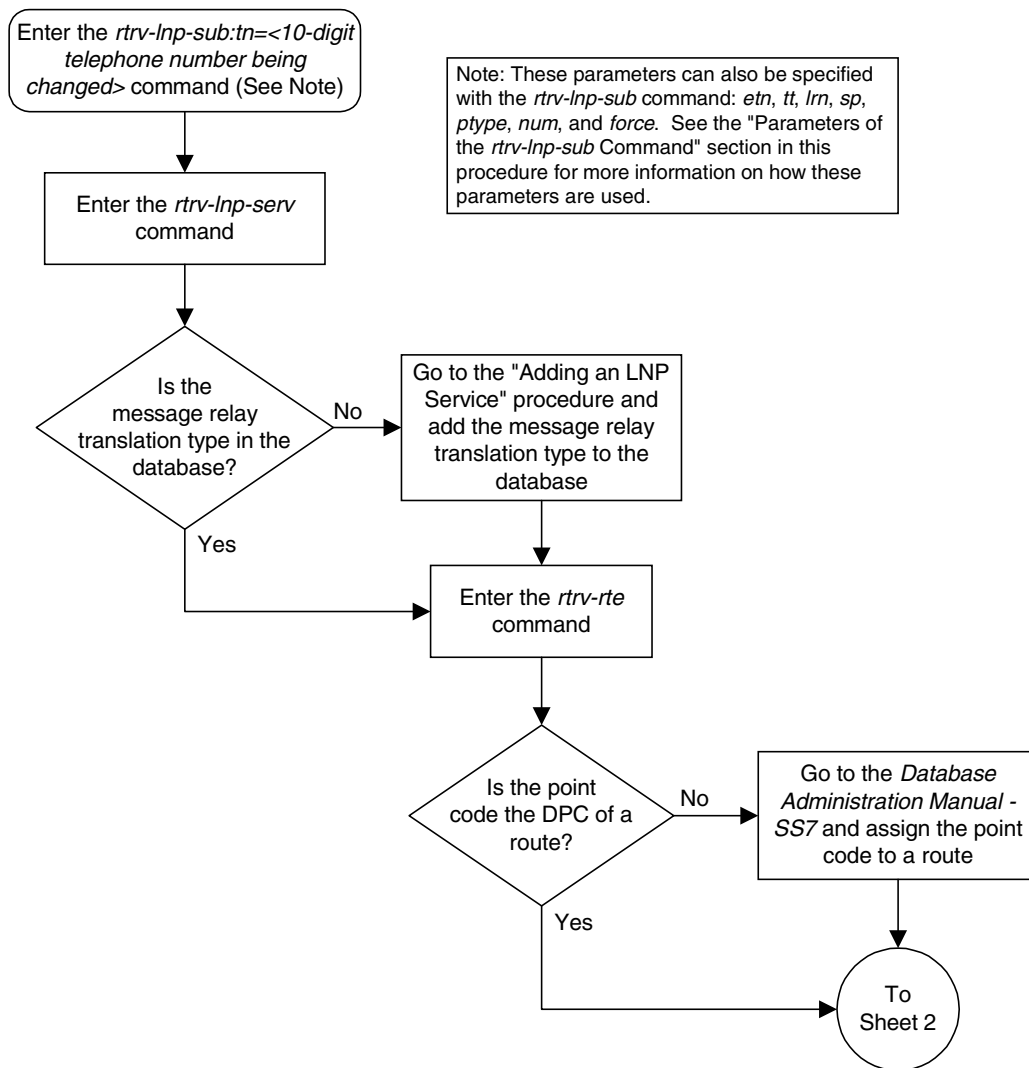 Enter the rtrv-lnp-sub:tn=<10-digit
telephone number being
changed> command (See Note)
Note: These parameters can also be specified
with the rtrv-lnp-sub command: etn, tt, lrn, sp,
ptype, num, and force. See the "Parameters of
the rtrv-lnp-sub Command" section in this
procedure for more information on how these
parameters are used.
Enter the rtrv-lnp-serv
command
Is the
message relay
translation type in the
database?
No
Go to the "Adding an LNP
Service" procedure and
add the message relay
translation type to the
database
Yes
Enter the rtrv-rte
command
Is the point
code the DPC of a
route?
No
Go to the Database
Administration Manual -
SS7 and assign the point
code to a route
Yes
To
Sheet 2